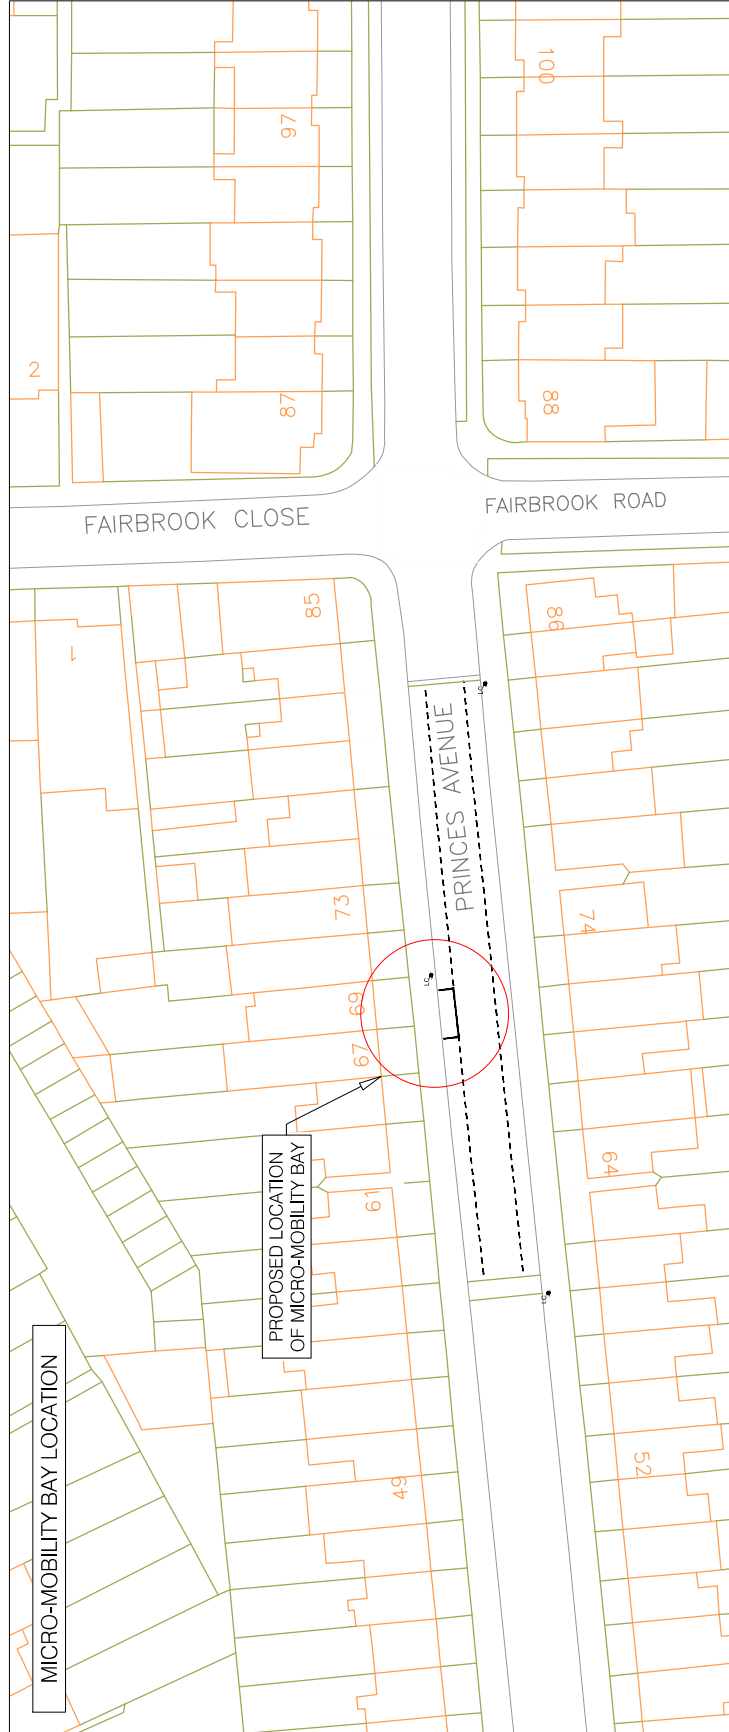 100
97
2
87
88
FAIRBROOK CLOSE
FAIRBROOK ROAD
85
86
1
PRINCES AVENUE
73
74
69
67
PROPOSED LOCATION
OF MICRO-MOBILITY BAY
64
61
MICRO-MOBILITY BAY LOCATION
49
52